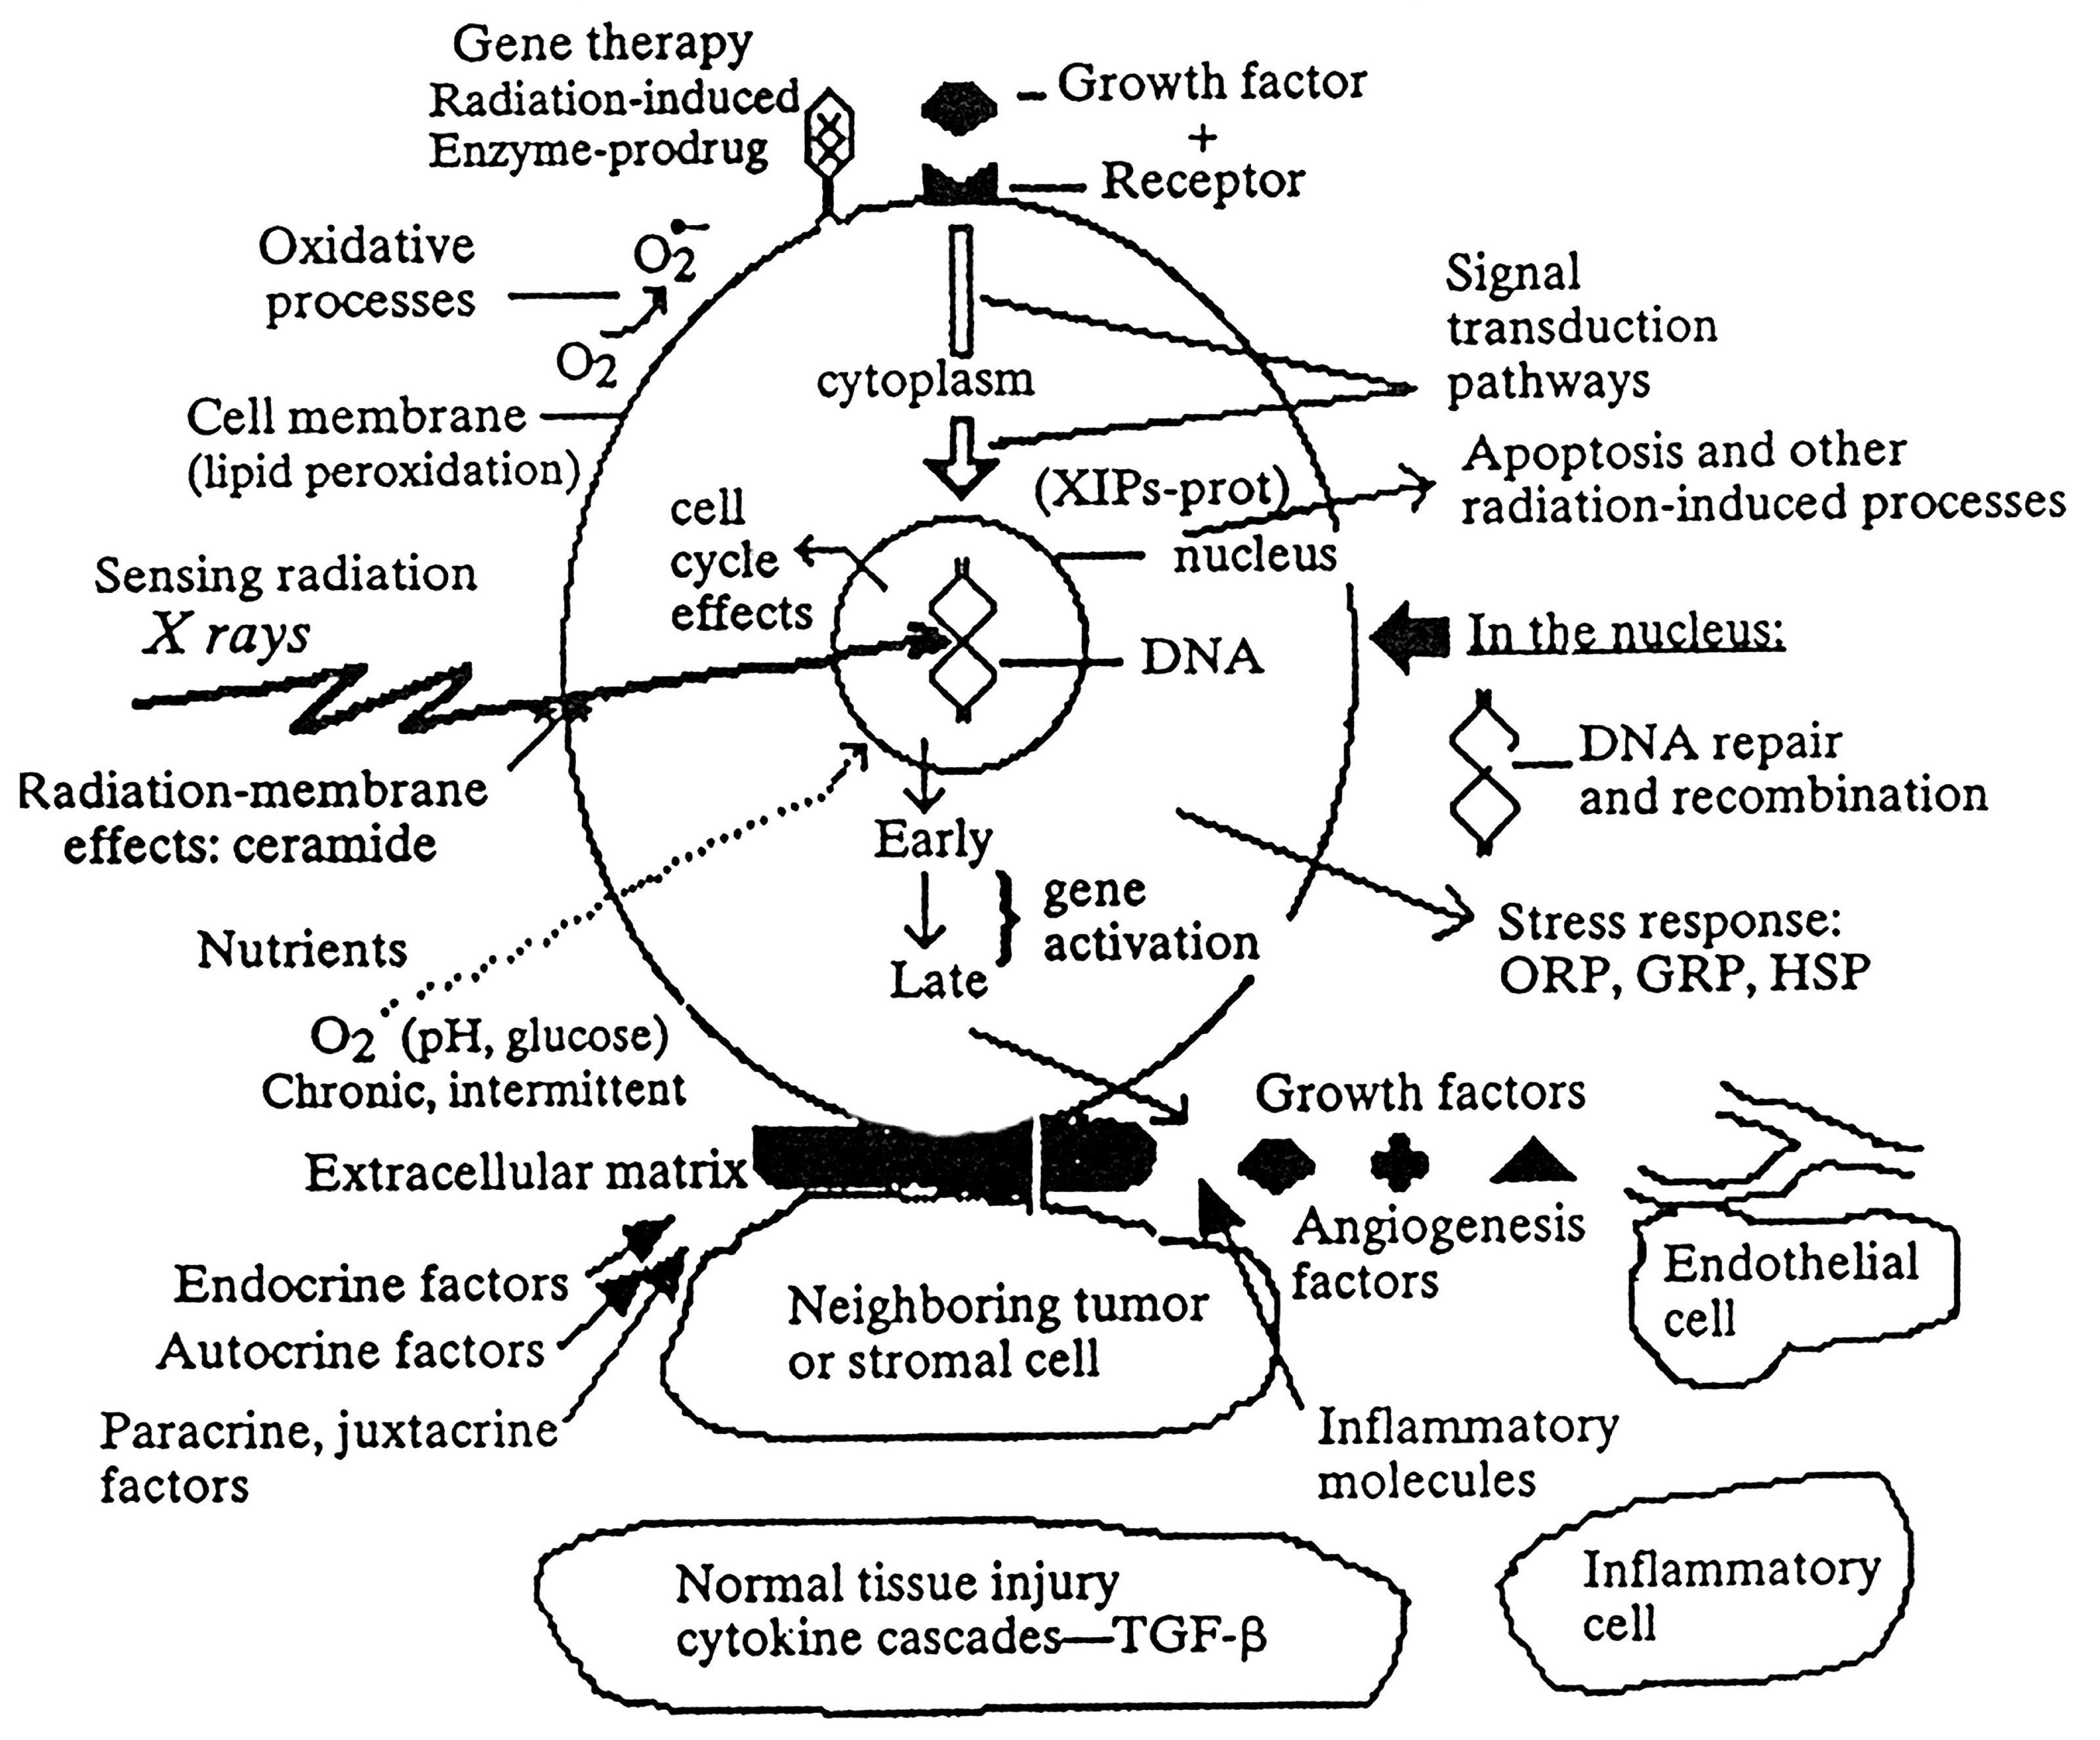 Gene therapy
Radiation-induced
Enzyme-prodrug
– Growth factor
+
Receptor
Oxidative
processes
O2•–
O2
Cell membrane
(lipid peroxidation)
cytoplasm
Signal
transduction
pathways
(XIPs-prot)
Apoptosis and other
radiation-induced processes
cell
cycle
effects
nucleus
DNA
Sensing radiation
X rays
In the nucleus:
DNA repair
and recombination
Radiation-membrane
effects: ceramide
Early
gene
activation
Late
Stress response:
ORP, GRP, HSP
Nutrients
O2 (pH, glucose)
Chronic, intermittent
Extracellular matrix
Growth factors
Angiogenesis
factors
Endothelial
cell
Endocrine factors
Autocrine factors
Paracrine, juxtacrine
factors
Neighboring tumor
or stromal cell
Inflammatory
molecules
Normal tissue injury
cytokine cascades—TGF-β
Inflammatory
cell